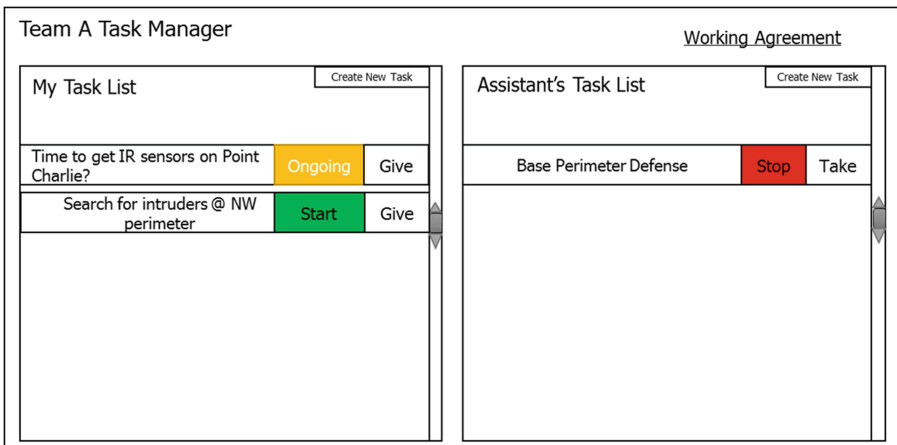 Team A Task Manager
Working Agreement
My Task List
Create New Task
Time to get IR sensors on Point
Charlie?
Ongoing
Give
Search for intruders @ NW
perimeter
Start
Give
Assistant's Task List
Create New Task
Base Perimeter Defense
Stop
Take